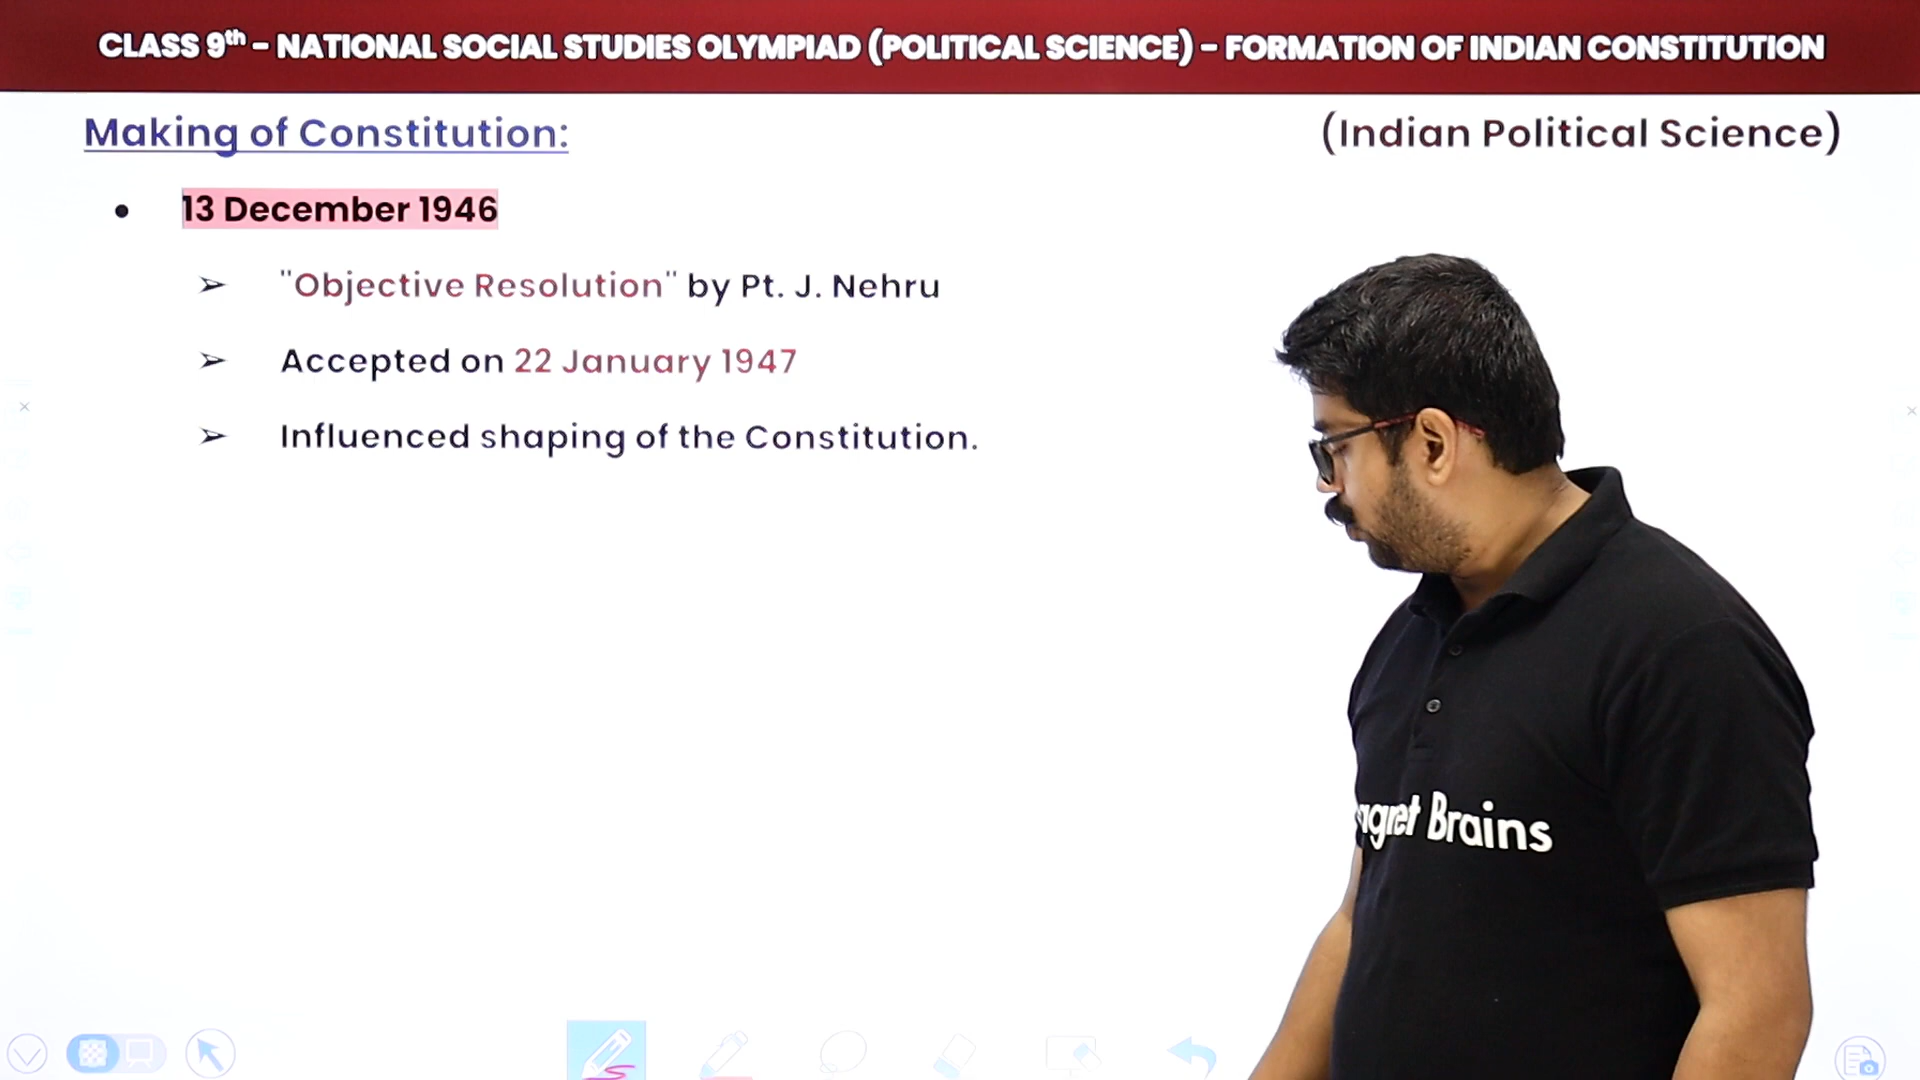 CLASS 9th – NATIONAL SOCIAL STUDIES OLYMPIAD (POLITICAL SCIENCE) – FORMATION OF INDIAN CONSTITUTION
Making of Constitution: (Indian Political Science)
• 13 December 1946
➢ "Objective Resolution" by Pt. J. Nehru
➢ Accepted on 22 January 1947
➢ Influenced shaping of the Constitution.
Brains